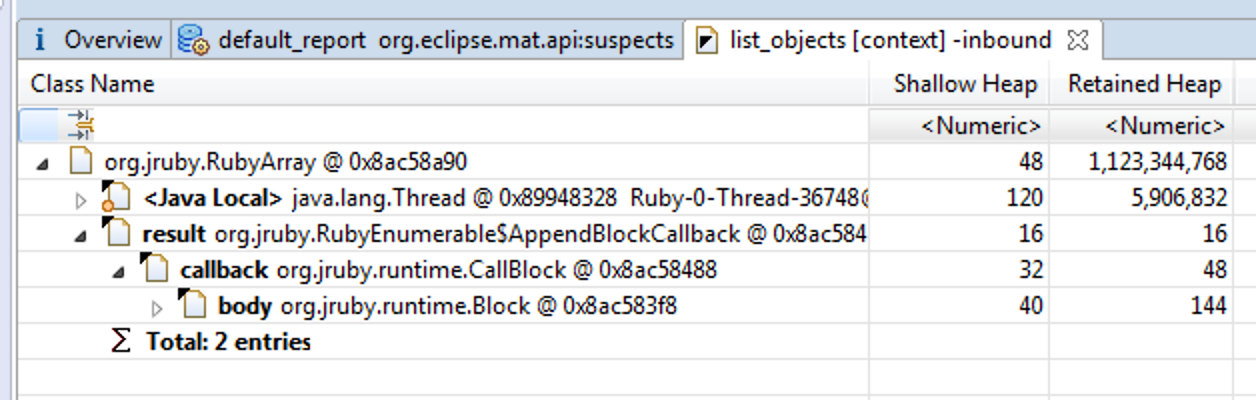 i Overview default_report org.eclipse.mat.api:suspects list_objects [context] -inbound
Class Name Shallow Heap Retained Heap
<Numeric> <Numeric>
org.jruby.RubyArray @ 0x8ac58a90 48 1,123,344,768
<Java Local> java.lang.Thread @ 0x89948328 Ruby-0-Thread-36748@ 120 5,906,832
result org.jruby.RubyEnumerable$AppendBlockCallback @ 0x8ac584 16 16
callback org.jruby.runtime.CallBlock @ 0x8ac58488 32 48
body org.jruby.runtime.Block @ 0x8ac583f8 40 144
Σ Total: 2 entries